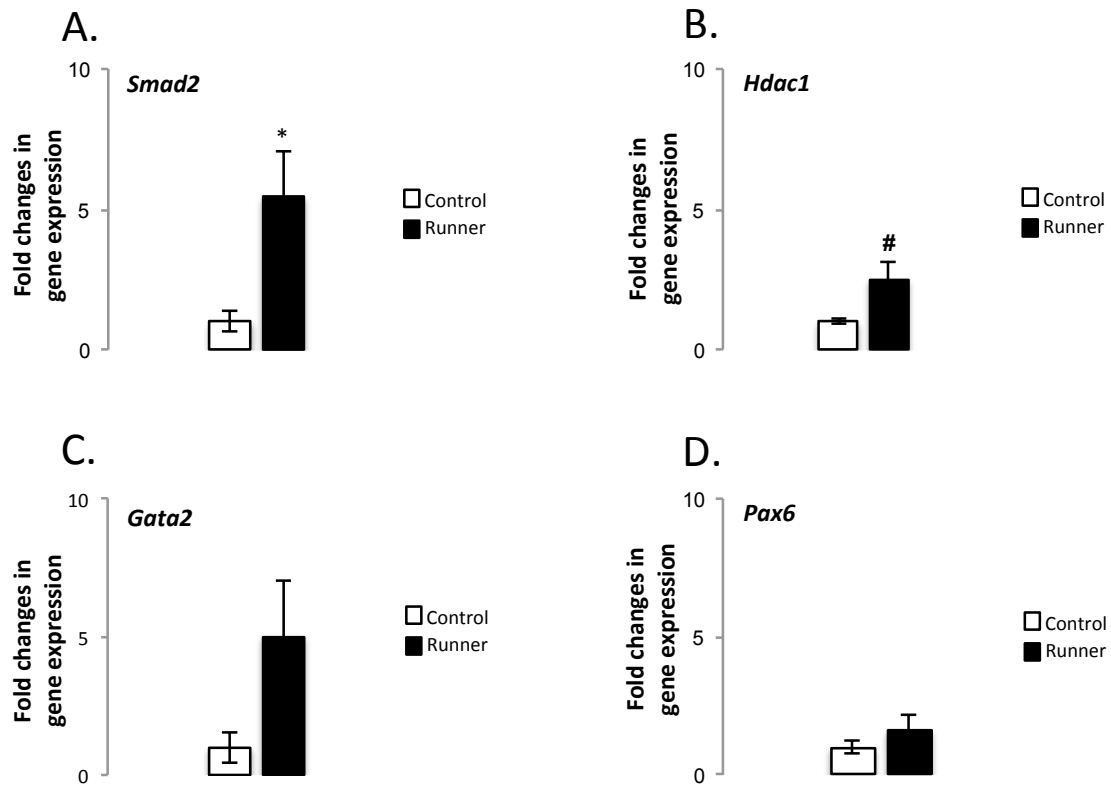 A.
Smad2
10
5
0
Fold changes in
gene expression
*
Control
Runner
B.
Hdac1
10
5
0
Fold changes in
gene expression
#
Control
Runner
C.
Gata2
10
5
0
Fold changes in
gene expression
Control
Runner
D.
Pax6
10
5
0
Fold changes in
gene expression
Control
Runner